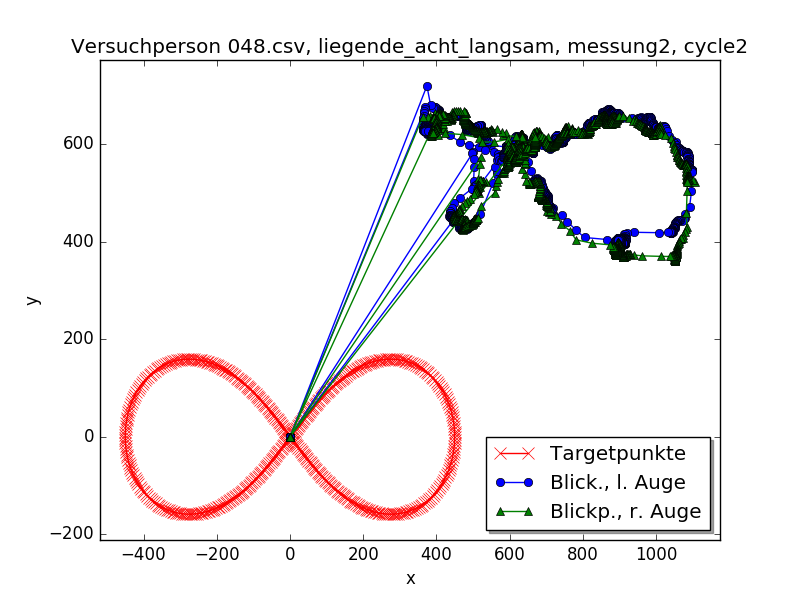 Versuchperson 048.csv, liegende_acht_langsam, messung2, cycle2
600
400
y
200
0
−200
Targetpunkte
Blick., l. Auge
Blickp., r. Auge
−400 −200 0 200 400 600 800 1000
x